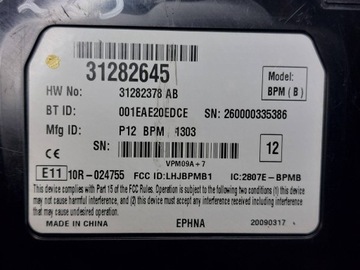 31282645
Model:
BPM ( B )
HW No: 31282378 AB
BT ID: 001EAE20EDCE SN: 260000335386
Mfg ID: P12 BPM 4303
CE
VPM09A+7
12
E11 10R-024755 FCC ID:LHJBPMB1 IC:2807E-BPMB
This device complies with Part 15 of the FCC Rules. Operation is subject to the following two
conditions (1) this device may not cause harmful interference, and (2) this device must accept
any interference received, including interference that may cause undesired operation.
MADE IN CHINA EPHNA 20090317